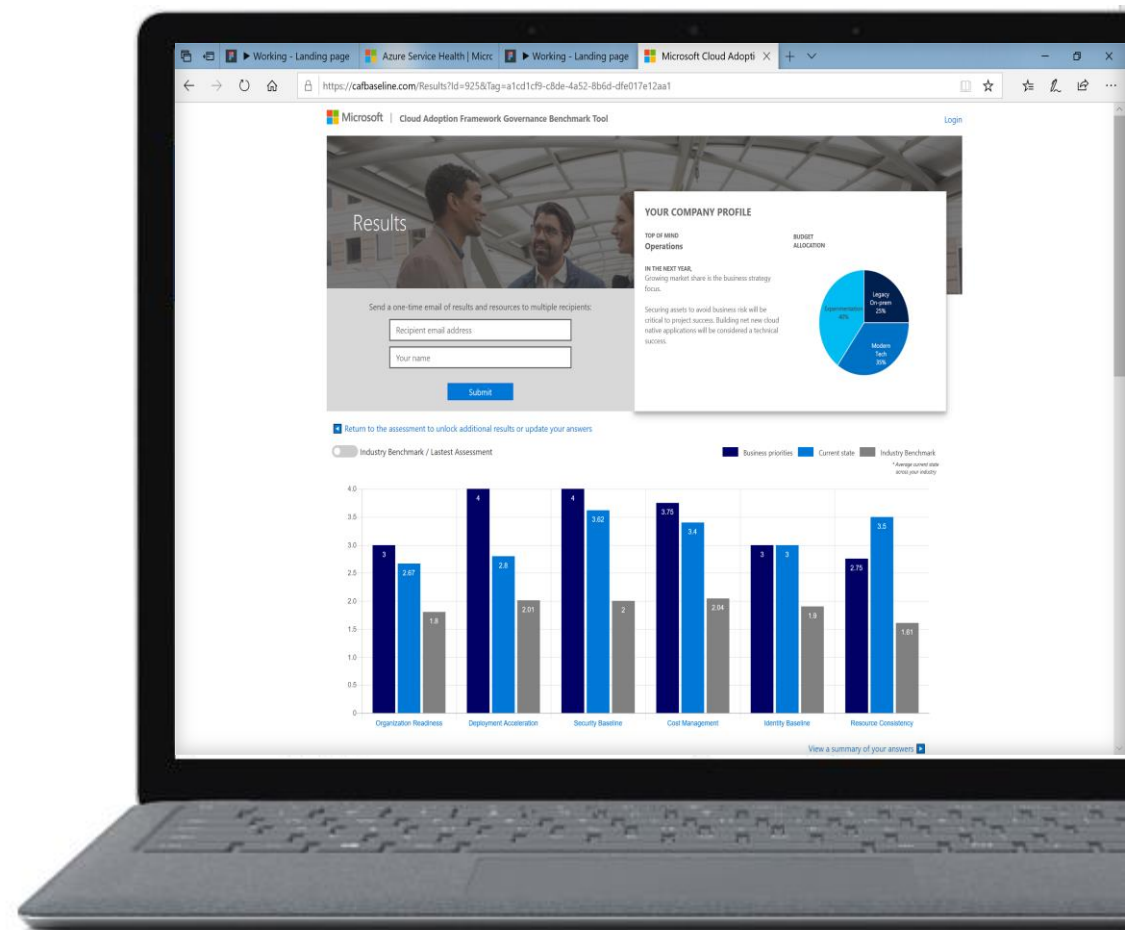 ▶ Working - Landing page
Azure Service Health | Micrc
▶ Working - Landing page
Microsoft Cloud Adopti
https://cafbaseline.com/Results?Id=925&Tag=a1cd1cf9-c8de-4a52-8b6d-dfe017e12aa1
Microsoft | Cloud Adoption Framework Governance Benchmark Tool
Login
Results
Send a one-time email of results and resources to multiple recipients:
Recipient email address
Your name
Submit
YOUR COMPANY PROFILE
TOP OF MIND
Operations
BUDGET
ALLOCATION
IN THE NEXT YEAR,
Growing market share is the business strategy
focus.
Securing assets to avoid business risk will be
critical to project success. Building net new cloud
native applications will be considered a technical
success.
Legacy
On-prem
25%
Experimentation
40%
Modern
Tech
35%
Return to the assessment to unlock additional results or update your answers
Industry Benchmark / Lastest Assessment
Business priorities
Current state
Industry Benchmark
* Average current state
across your industry
4.0
3.5
3.0
2.5
2.0
1.5
1.0
0.5
0
3
2.67
1.8
4
2.8
2.01
4
3.62
2
3.75
3.4
2.04
3
3
1.9
2.75
3.5
1.61
Organization Readiness
Deployment Acceleration
Security Baseline
Cost Management
Identity Baseline
Resource Consistency
View a summary of your answers